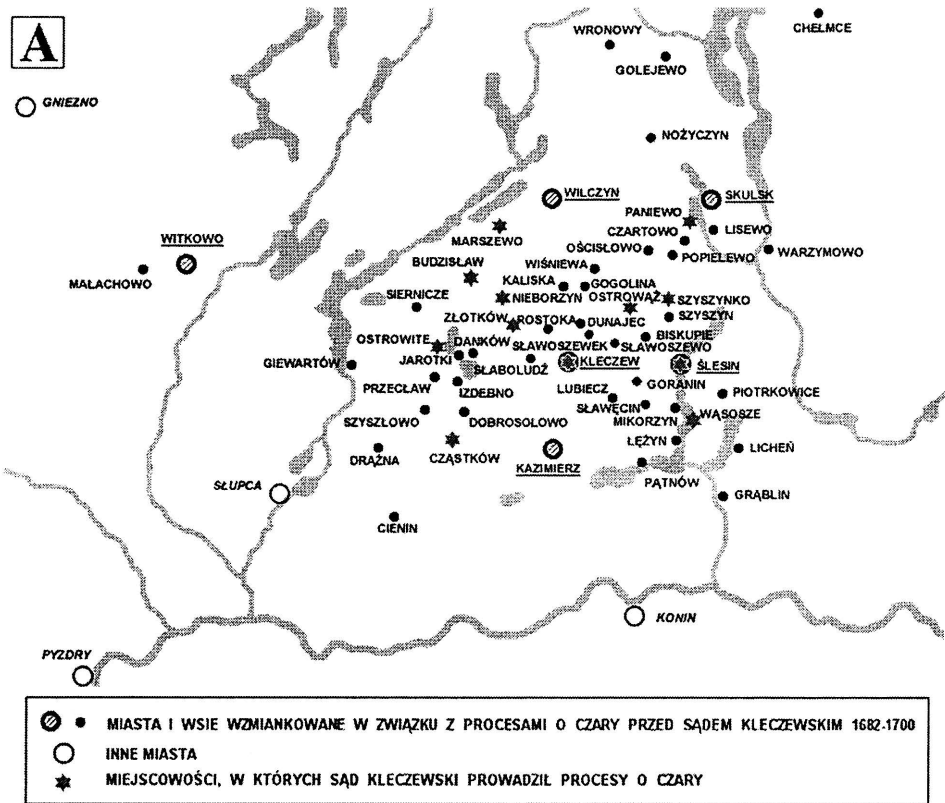 A
WRONOWY
CHEŁMCE
GOLEJEWO
GNIEZNO
NOŻYCZYN
WILCZYN
SKULSK
PANIEWO
MARSZEWO
CZARTOWO
LISEWO
WITKOWO
BUDZISŁAW
OŚCISŁOWO
POPIELEWO
WARZYMOWO
MAŁACHOWO
WIŚNIEWA
KALISKA
GOGOLINA
SIERNICZE
NIEBORZYN
OSTROWĄŻ
SZYSZYNKO
SZYSZYN
ZŁOTKÓW
ROSTOKA
DUNAJEC
BISKUPIE
OSTROWITE
DANKÓW
SŁAWOSZEWEK
SŁAWOSZEWO
GIEWARTÓW
JAROTKI
SŁABOLUDŹ
KLECZEW
ŚLESIN
PRZECŁAW
IZDEBNO
LUBIECZ
GORANIN
PIOTRKOWICE
SZYSZŁOWO
DOBROSOLOWO
SŁAWĘCIN
MIKORZYN
WĄSOSZE
DRĄŻNA
CZĄSTKÓW
ŁĘŻYN
LICHEŃ
KAZIMIERZ
SŁUPCA
PĄTNÓW
GRĄBLIN
CIENIN
KONIN
PYZDRY
MIASTA I WSIE WZMIANKOWANE W ZWIĄZKU Z PROCESAMI O CZARY PRZED SĄDEM KLECZEWSKIM 1682-1700
INNE MIASTA
MIEJSCOWOŚCI, W KTÓRYCH SĄD KLECZEWSKI PROWADZIŁ PROCESY O CZARY